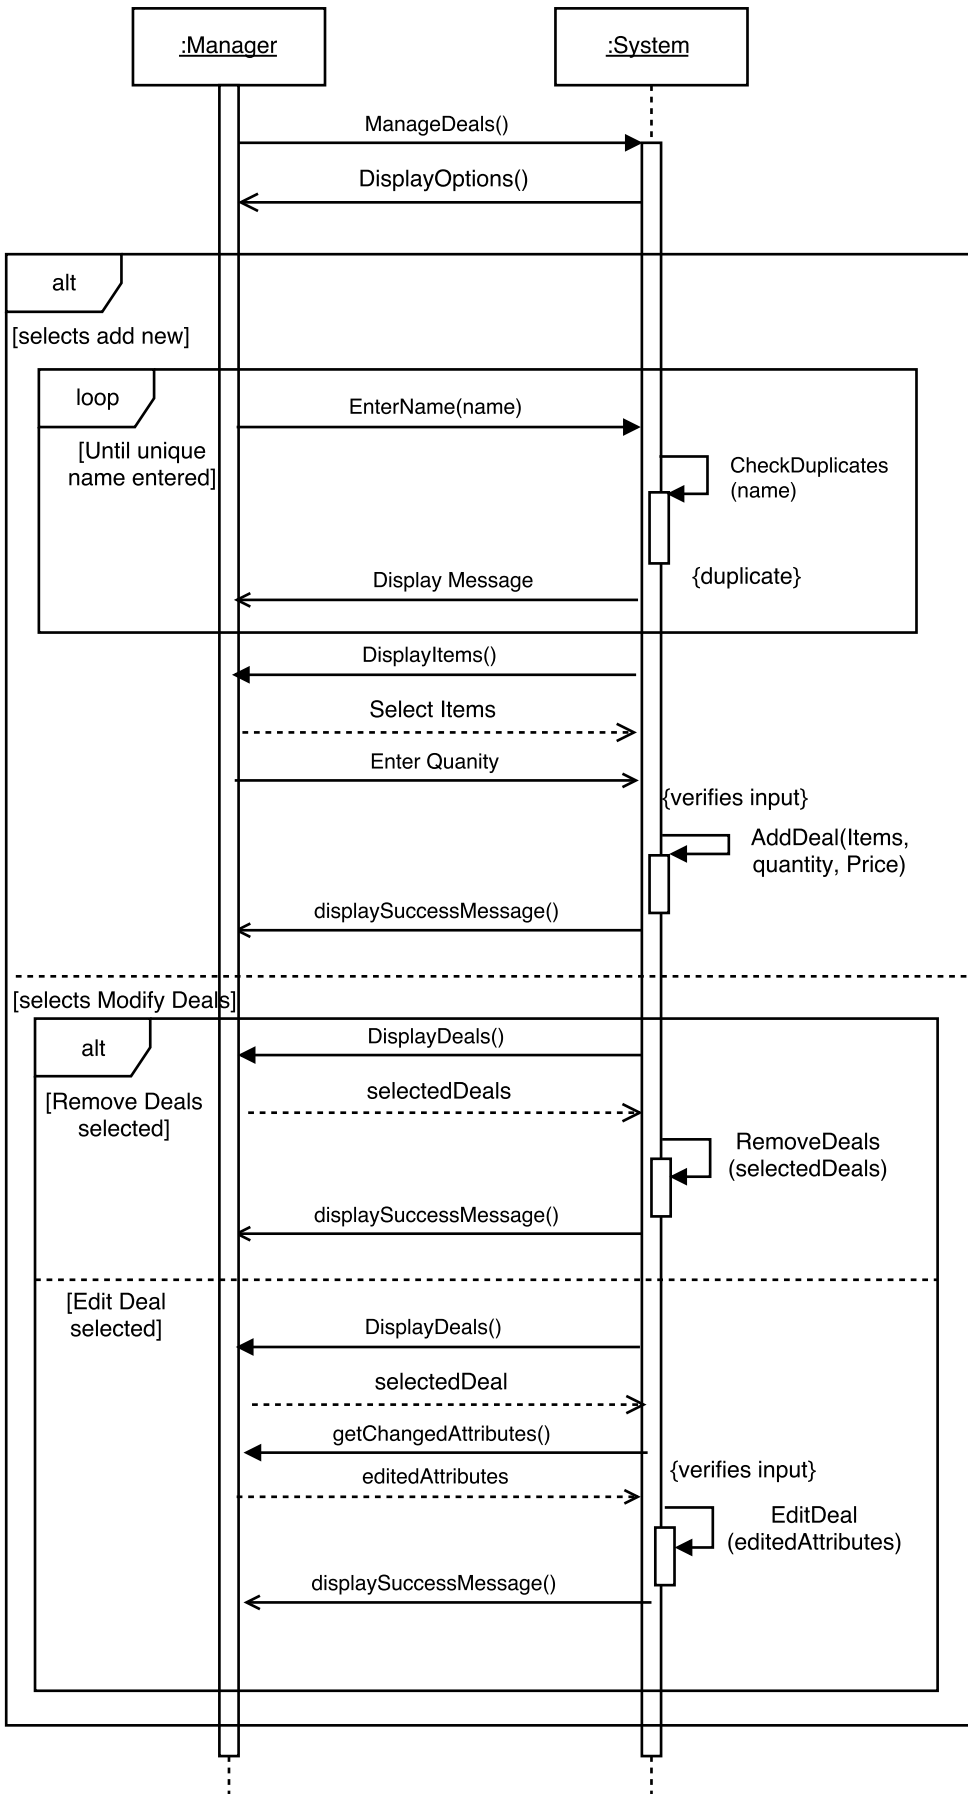 :Manager
:System
ManageDeals()
DisplayOptions()
alt
[selects add new]
loop
EnterName(name)
[Until unique
name entered]
CheckDuplicates
(name)
{duplicate}
Display Message
DisplayItems()
Select Items
Enter Quanity
{verifies input}
AddDeal(Items,
quantity, Price)
displaySuccessMessage()
[selects Modify Deals]
alt
DisplayDeals()
[Remove Deals
selected]
selectedDeals
RemoveDeals
(selectedDeals)
displaySuccessMessage()
[Edit Deal
selected]
DisplayDeals()
selectedDeal
getChangedAttributes()
{verifies input}
editedAttributes
EditDeal
(editedAttributes)
displaySuccessMessage()